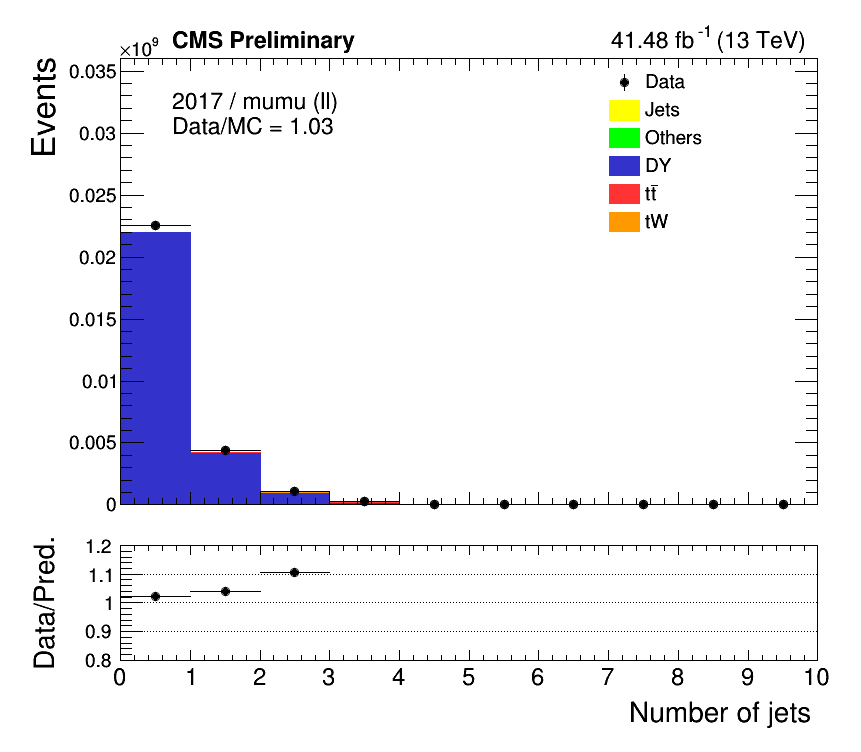 ×10⁹ CMS Preliminary 41.48 fb⁻¹ (13 TeV)
Events
0.035
0.03
0.025
0.02
0.015
0.01
0.005
0
2017 / mumu (ll)
Data/MC = 1.03
Data
Jets
Others
DY
tt̄
tW
Data/Pred.
1.2
1.1
1
0.9
0.8
0 1 2 3 4 5 6 7 8 9 10
Number of jets